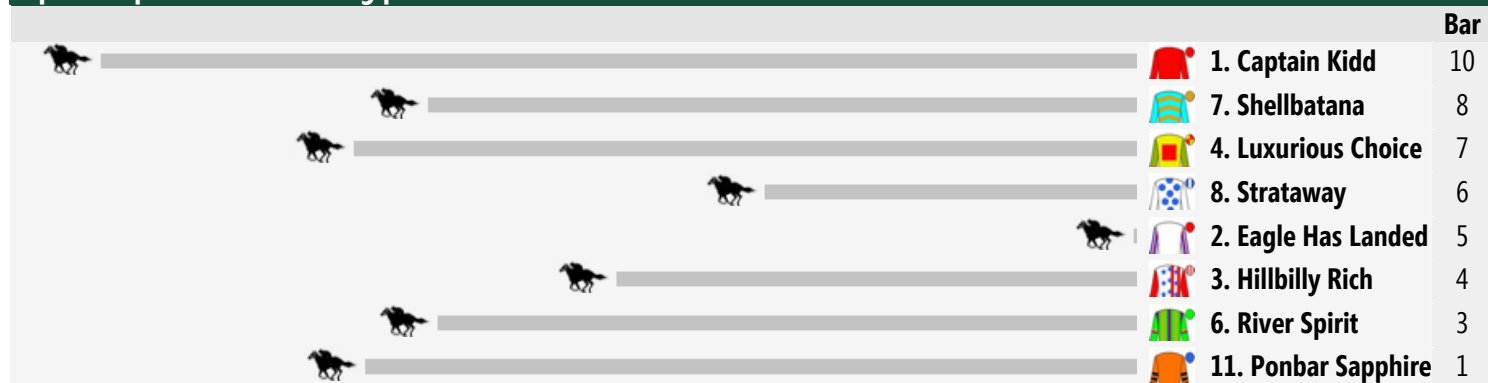 Bar
1. Captain Kidd 10
7. Shellbatana 8
4. Luxurious Choice 7
8. Strataway 6
2. Eagle Has Landed 5
3. Hillbilly Rich 4
6. River Spirit 3
11. Ponbar Sapphire 1